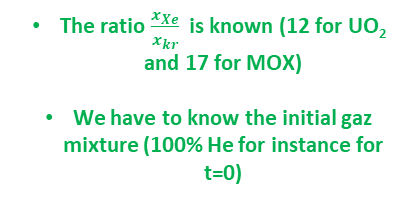 • The ratio x_Xe / x_kr is known (12 for UO₂
and 17 for MOX)
• We have to know the initial gaz
mixture (100% He for instance for
t=0)